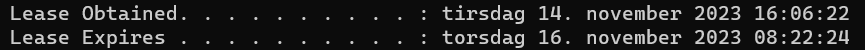 Lease Obtained. . . . . . . . . . : tirsdag 14. november 2023 16:06:22
Lease Expires . . . . . . . . . . : torsdag 16. november 2023 08:22:24